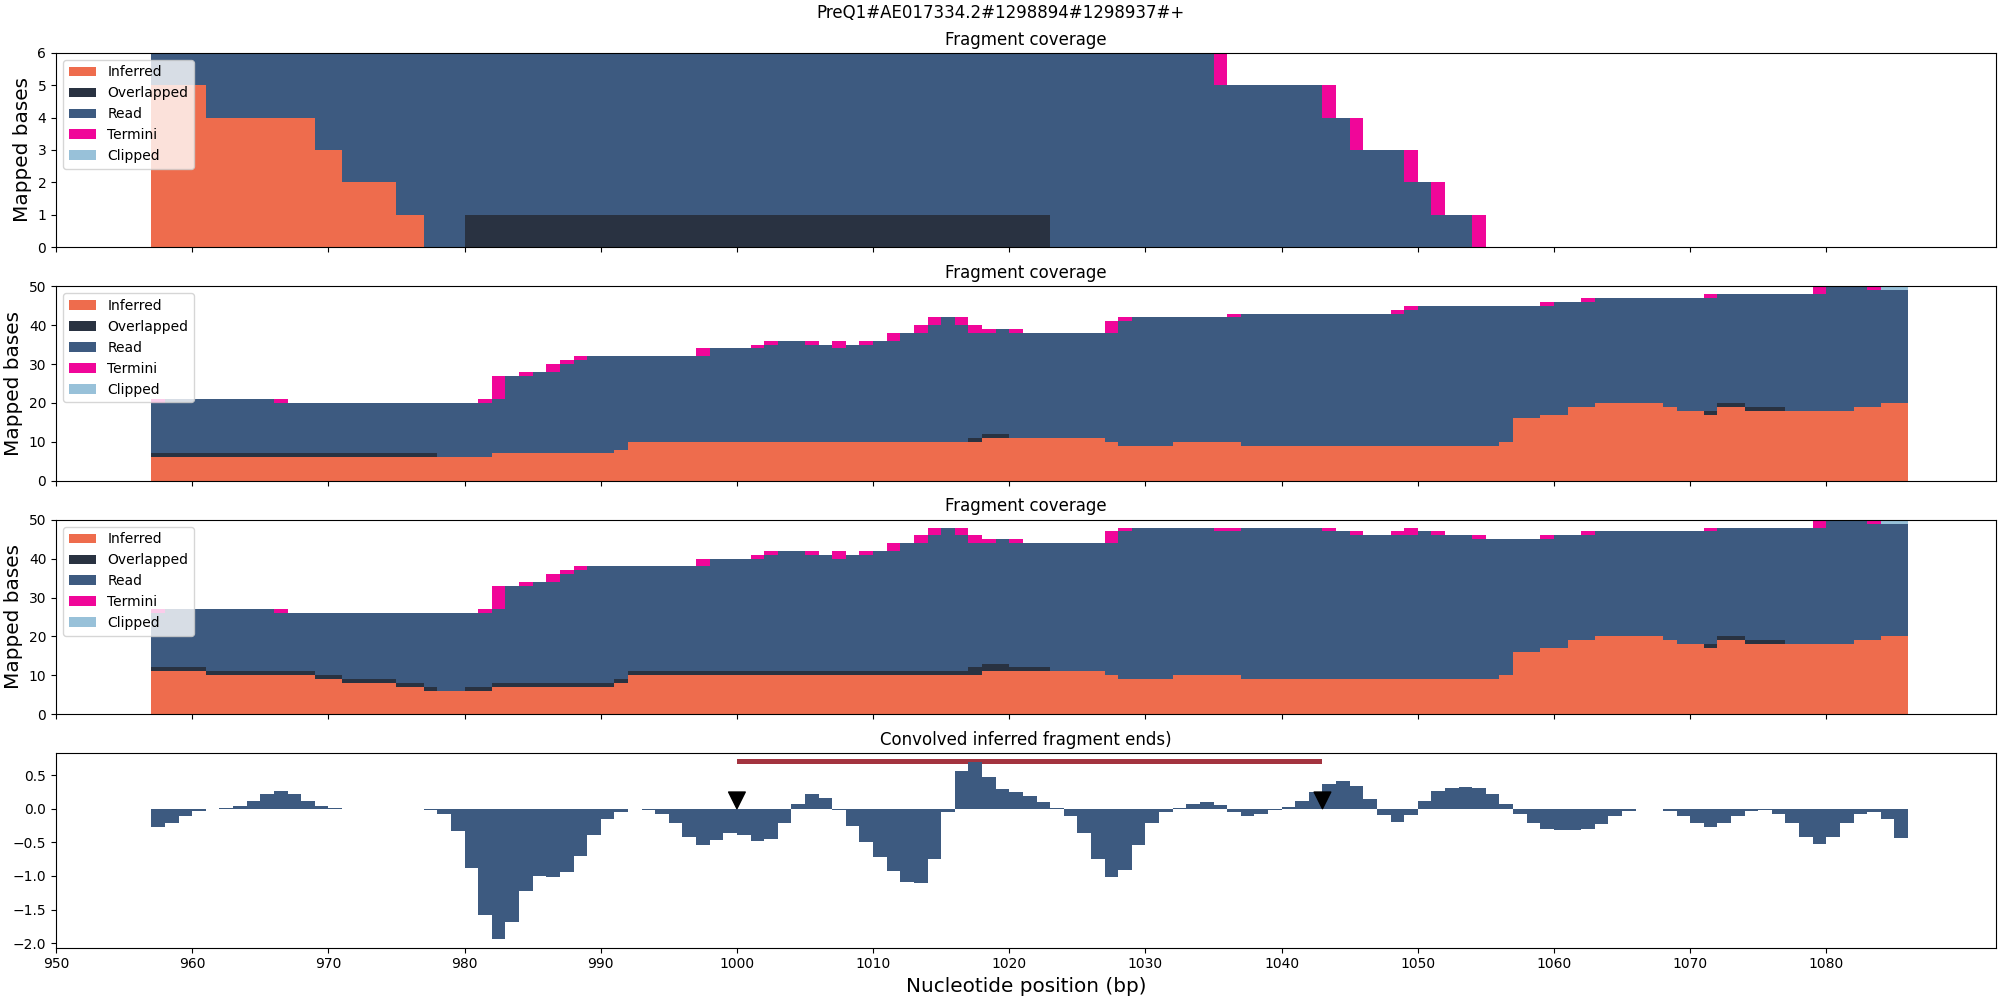 PreQ1#AE017334.2#1298894#1298937#+
Fragment coverage
Mapped bases
6
5
4
3
2
1
0
Inferred
Overlapped
Read
Termini
Clipped
Fragment coverage
Mapped bases
50
40
30
20
10
0
Inferred
Overlapped
Read
Termini
Clipped
Fragment coverage
Mapped bases
50
40
30
20
10
0
Inferred
Overlapped
Read
Termini
Clipped
Convolved inferred fragment ends)
0.5
0.0
−0.5
−1.0
−1.5
−2.0
950 960 970 980 990 1000 1010 1020 1030 1040 1050 1060 1070 1080
Nucleotide position (bp)